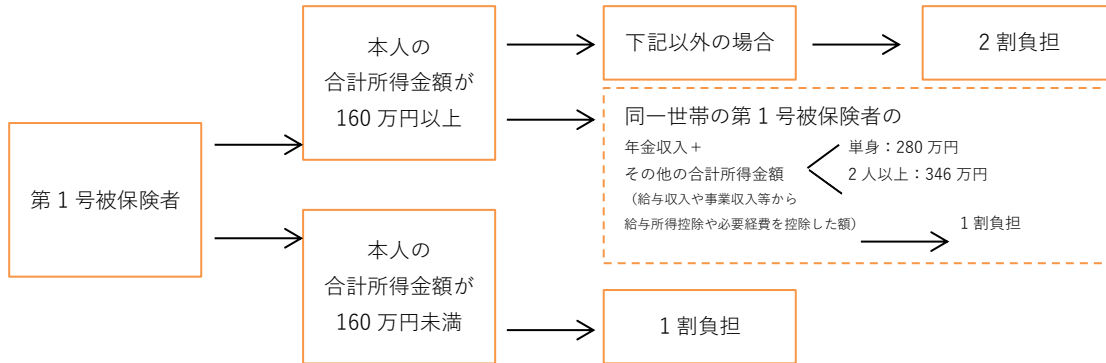 第1号被保険者
本人の
合計所得金額が
160万円以上
下記以外の場合
2割負担
同一世帯の第1号被保険者の
年金収入＋
その他の合計所得金額
（給与収入や事業収入等から
給与所得控除や必要経費を控除した額）
単身：280万円
2人以上：346万円
1割負担
本人の
合計所得金額が
160万円未満
1割負担